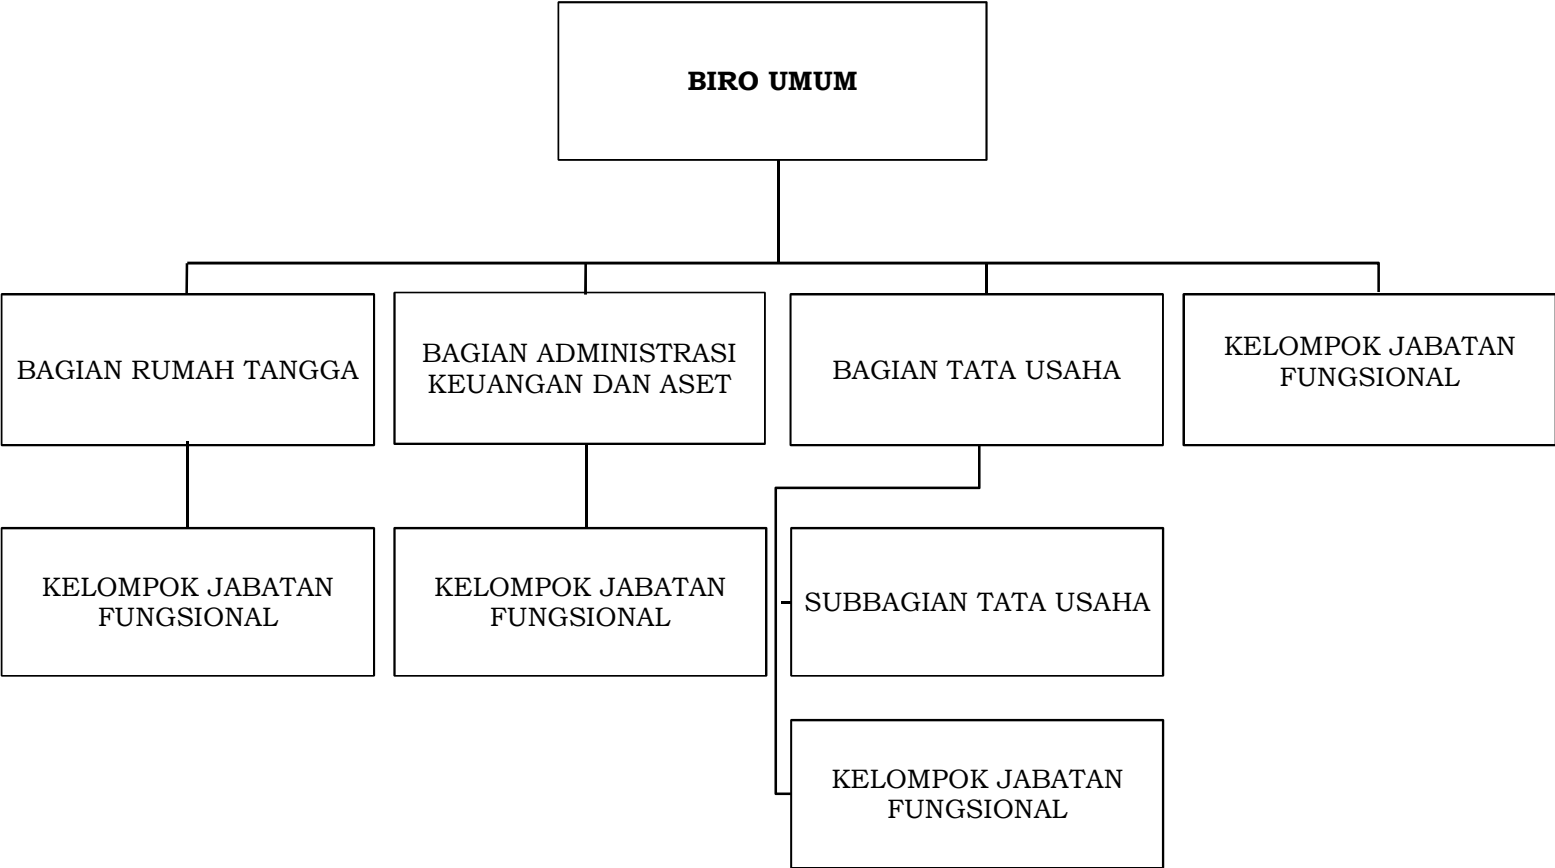 BIRO UMUM
BAGIAN RUMAH TANGGA
BAGIAN ADMINISTRASI
KEUANGAN DAN ASET
BAGIAN TATA USAHA
KELOMPOK JABATAN
FUNGSIONAL
KELOMPOK JABATAN
FUNGSIONAL
KELOMPOK JABATAN
FUNGSIONAL
SUBBAGIAN TATA USAHA
KELOMPOK JABATAN
FUNGSIONAL